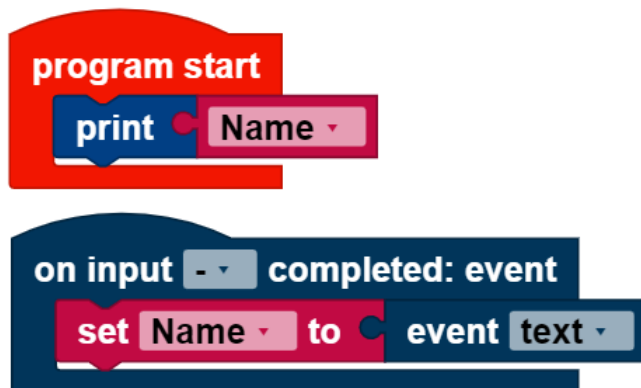 program start
print Name
on input - completed: event
set Name to event text